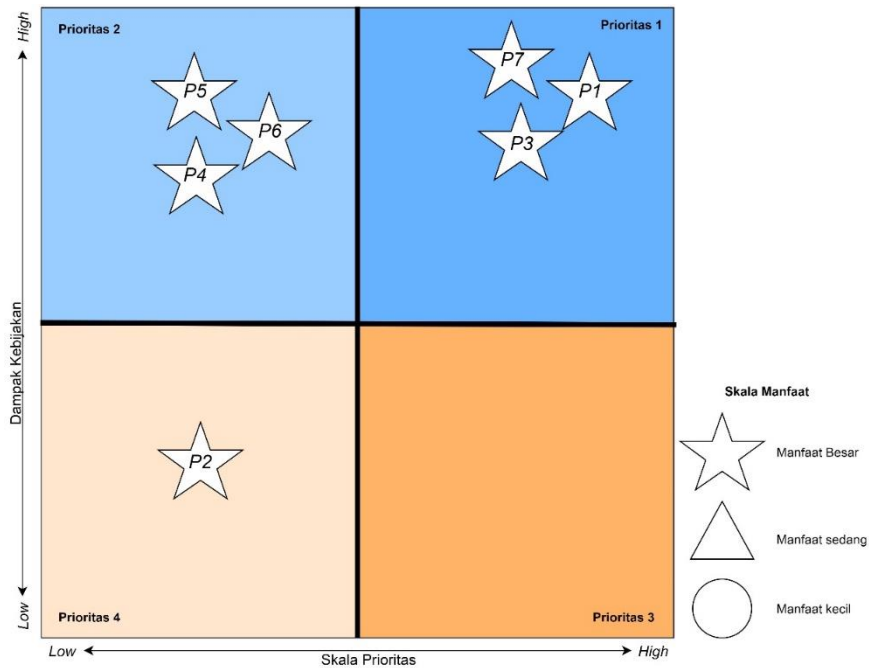 High
Prioritas 2
Prioritas 1
P7
P5
P1
P6
P3
P4
Dampak Kebijakan
Skala Manfaat
P2
Manfaat Besar
Manfaat sedang
Manfaat kecil
Low
Prioritas 4
Prioritas 3
Low
Skala Prioritas
High